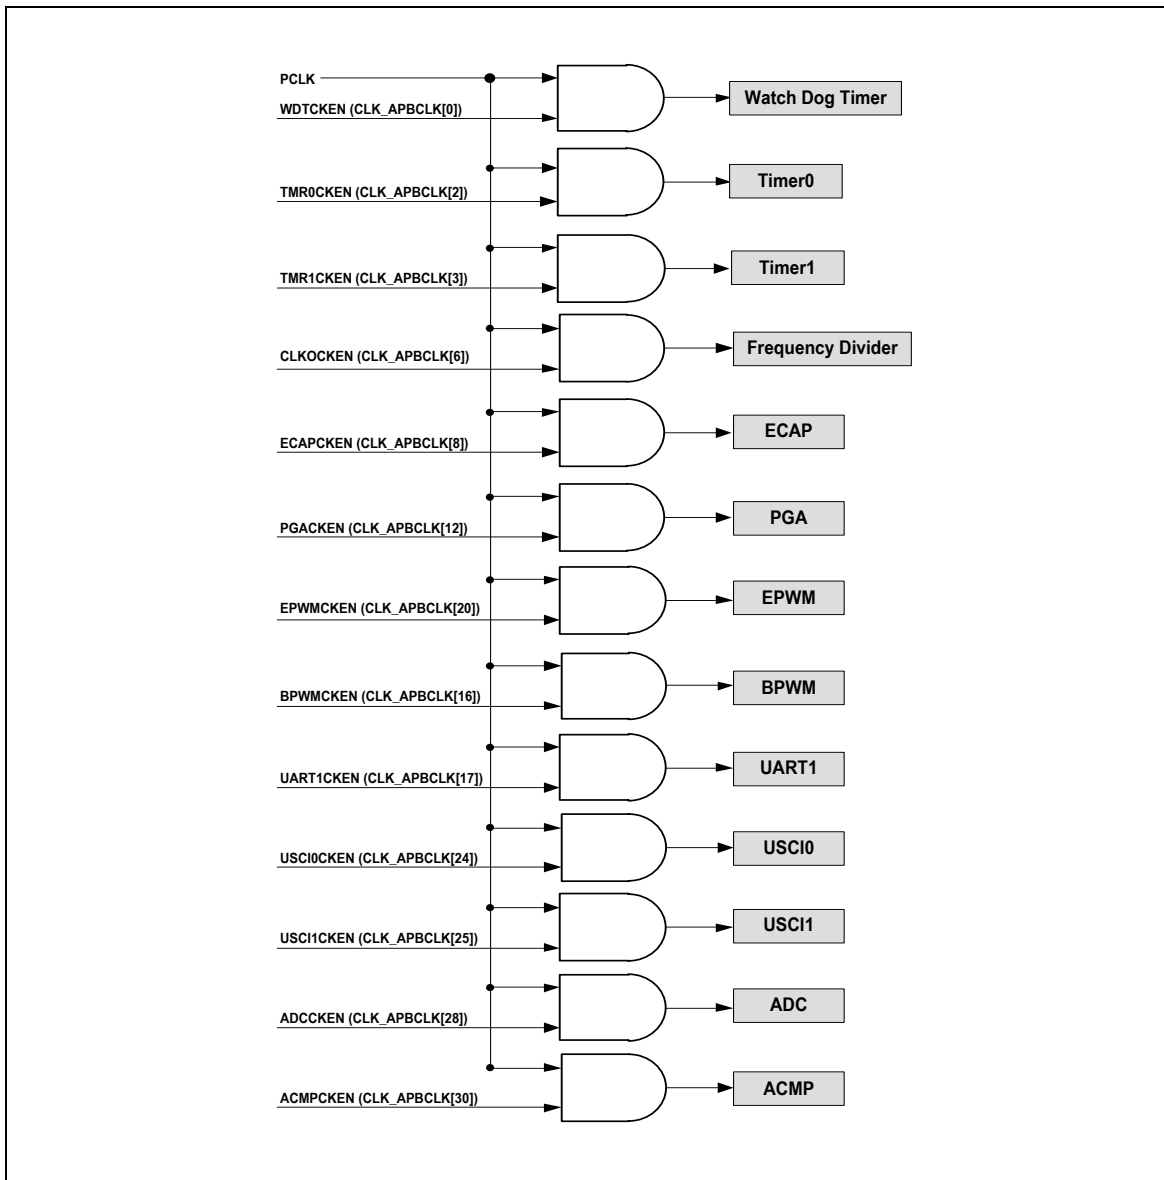 PCLK
WDTCKEN (CLK_APBCLK[0])
Watch Dog Timer
TMR0CKEN (CLK_APBCLK[2])
Timer0
TMR1CKEN (CLK_APBCLK[3])
Timer1
CLKOCKEN (CLK_APBCLK[6])
Frequency Divider
ECAPCKEN (CLK_APBCLK[8])
ECAP
PGACKEN (CLK_APBCLK[12])
PGA
EPWMCKEN (CLK_APBCLK[20])
EPWM
BPWMCKEN (CLK_APBCLK[16])
BPWM
UART1CKEN (CLK_APBCLK[17])
UART1
USCI0CKEN (CLK_APBCLK[24])
USCI0
USCI1CKEN (CLK_APBCLK[25])
USCI1
ADCCKEN (CLK_APBCLK[28])
ADC
ACMPCKEN (CLK_APBCLK[30])
ACMP